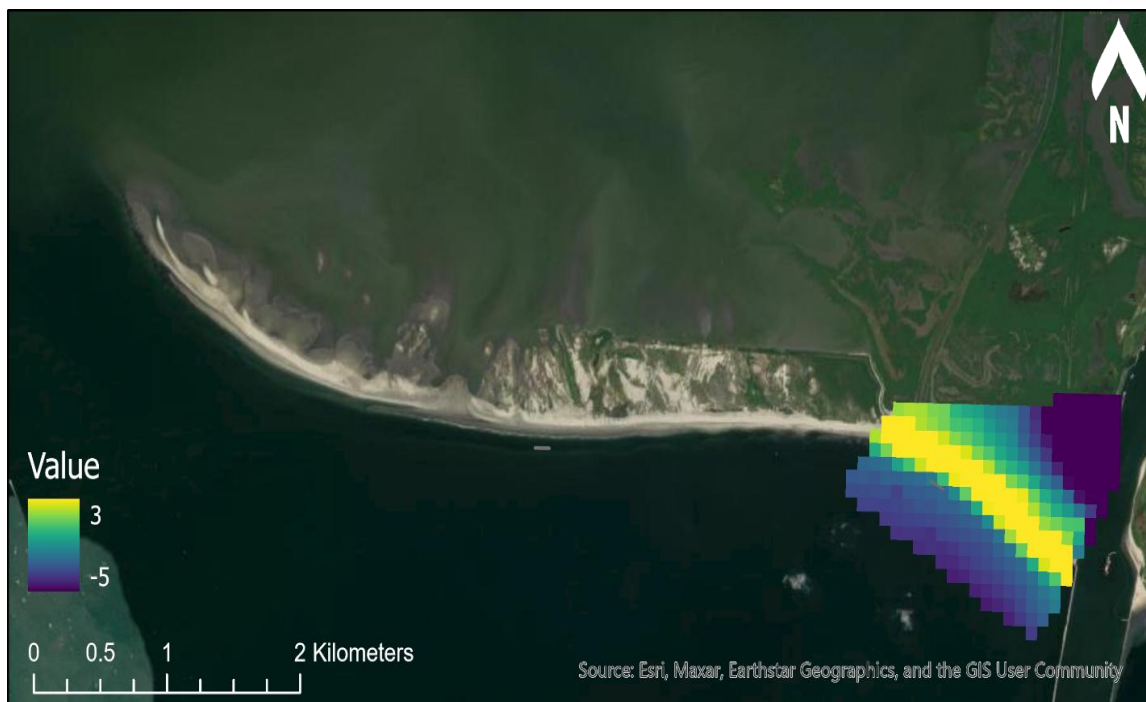 N
Value
3
-5
0 0.5 1 2 Kilometers
Source: Esri, Maxar, Earthstar Geographics, and the GIS User Community